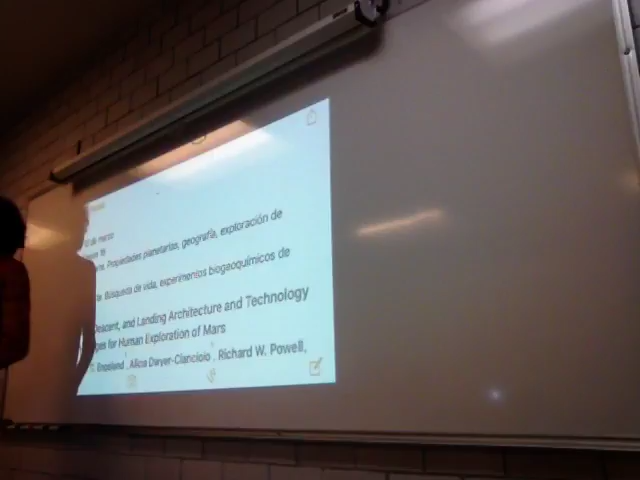 de marzo
Propiedades planetarias, geografía, exploración de
Búsqueda de vida, experimentos biogeoquímicos de
Descent, and Landing Architecture and Technology
for Human Exploration of Mars
England , Alicia Dwyer-Cianciolo , Richard W. Powell,